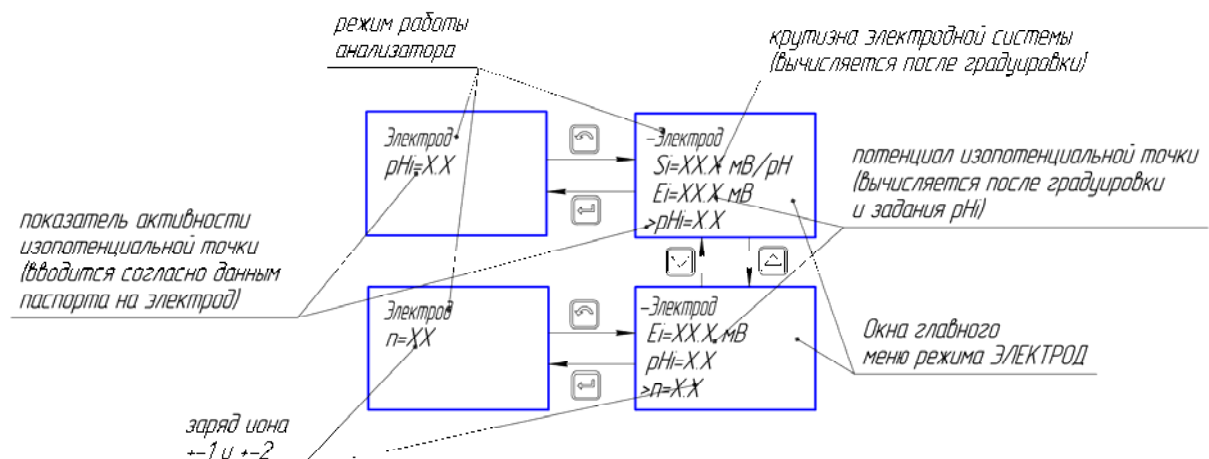 режим работы
анализатора
крутизна электродной системы
(вычисляется после градуировки)
Электрод
pHi=X.X
–Электрод
Si=XX.X мВ/pH
Ei=XX.X мВ
>pHi=X.X
потенциал изопотенциальной точки
(вычисляется после градуировки
и задания pHi)
показатель активности
изопотенциальной точки
(вводится согласно данным
паспорта на электрод)
Электрод
n=XX
–Электрод
Ei=XX.X мВ
pHi=X.X
>n=X.X
Окна главного
меню режима ЭЛЕКТРОД
заряд иона
+–1 и +–2